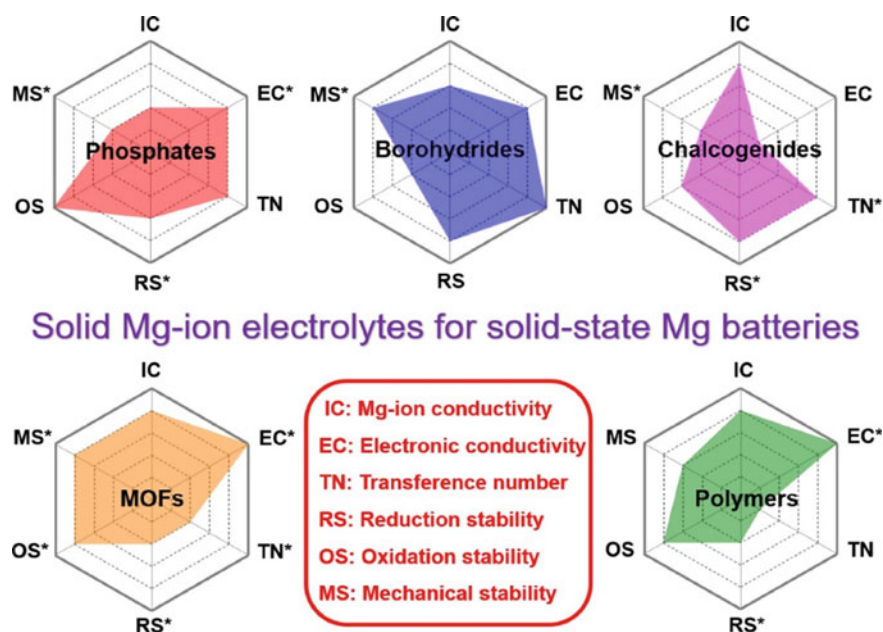 IC
MS*
EC*
Phosphates
OS
TN
RS*
IC
MS*
EC
Borohydrides
OS
TN
RS
IC
MS*
EC
Chalcogenides
OS
TN*
RS*
Solid Mg-ion electrolytes for solid-state Mg batteries
IC
MS*
EC*
MOFs
OS*
TN*
RS*
IC: Mg-ion conductivity
EC: Electronic conductivity
TN: Transference number
RS: Reduction stability
OS: Oxidation stability
MS: Mechanical stability
IC
MS
EC*
Polymers
OS
TN
RS*